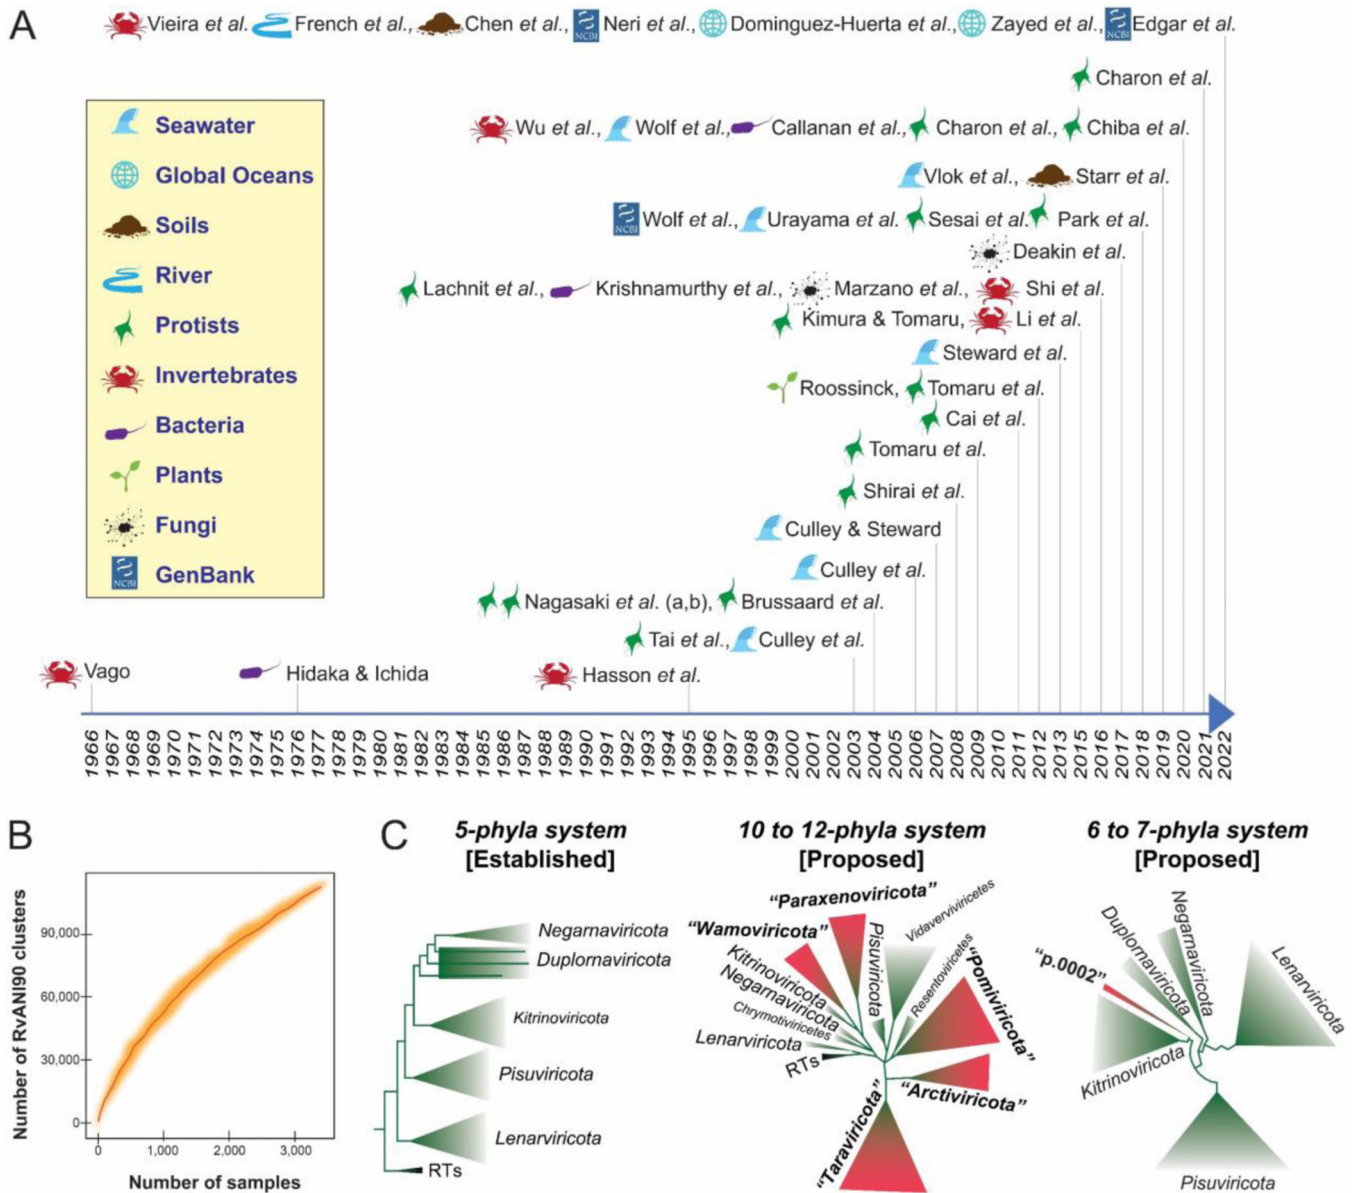 A
Vieira et al. French et al., Chen et al., NCBI Neri et al., Dominguez-Huerta et al., Zayed et al., NCBI Edgar et al.
Charon et al.
Wu et al., Wolf et al., Callanan et al., Charon et al., Chiba et al.
Vlok et al., Starr et al.
NCBI Wolf et al., Urayama et al. Sesai et al. Park et al.
Deakin et al.
Lachnit et al., Krishnamurthy et al., Marzano et al., Shi et al.
Kimura & Tomaru, Li et al.
Steward et al.
Roossinck, Tomaru et al.
Cai et al.
Tomaru et al.
Shirai et al.
Culley & Steward
Culley et al.
Nagasaki et al. (a,b), Brussaard et al.
Tai et al., Culley et al.
Vago Hidaka & Ichida Hasson et al.
Seawater
Global Oceans
Soils
River
Protists
Invertebrates
Bacteria
Plants
Fungi
NCBI GenBank
1966 1967 1968 1969 1970 1971 1972 1973 1974 1975 1976 1977 1978 1979 1980 1981 1982 1983 1984 1985 1986 1987 1988 1989 1990 1991 1992 1993 1994 1995 1996 1997 1998 1999 2000 2001 2002 2003 2004 2005 2006 2007 2008 2009 2010 2011 2012 2013 2014 2015 2016 2017 2018 2019 2020 2021 2022
B
Number of RvANI90 clusters
90,000
60,000
30,000
0
0 1,000 2,000 3,000
Number of samples
C
5-phyla system
[Established]
Negarnaviricota
Duplornaviricota
Kitrinoviricota
Pisuviricota
Lenarviricota
RTs
10 to 12-phyla system
[Proposed]
“Paraxenoviricota”
“Wamoviricota”
Pisuviricota
Vidaverviricetes
Kitrinoviricota
Negarnaviricota
Chrymotiviricetes
Lenarviricota
RTs
Resentoviricetes
“Pomiviricota”
“Arctiviricota”
“Taraviricota”
6 to 7-phyla system
[Proposed]
Negarnaviricota
Duplornaviricota
“p.0002”
Lenarviricota
Kitrinoviricota
Pisuviricota